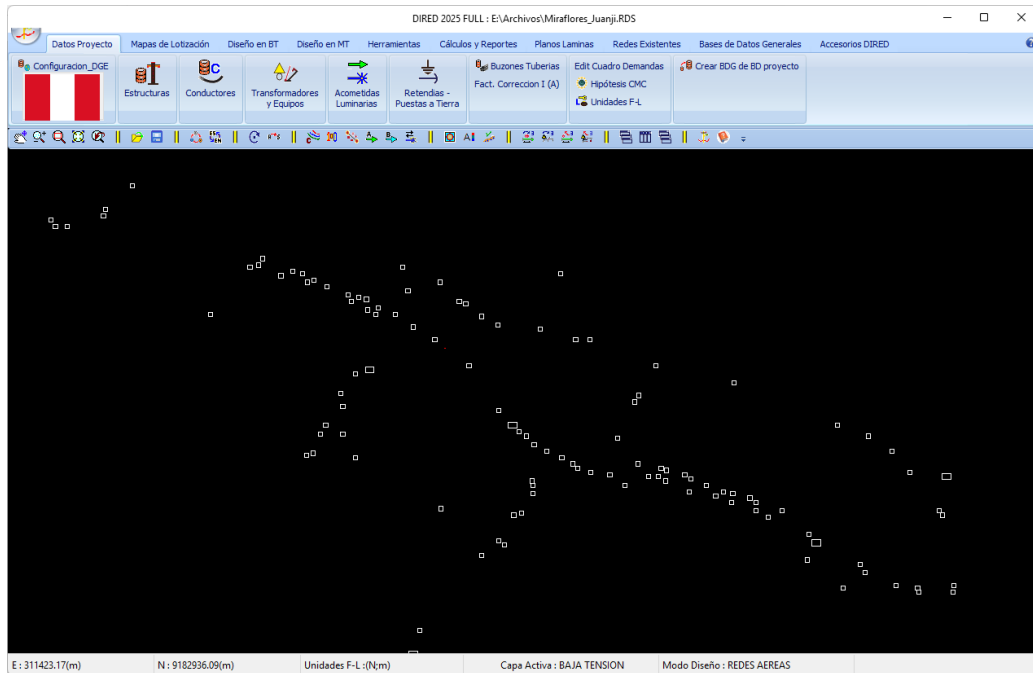 DIRED 2025 FULL : E:\Archivos\Miraflores_Juanji.RDS
Datos Proyecto Mapas de Lotización Diseño en BT Diseño en MT Herramientas Cálculos y Reportes Planos Laminas Redes Existentes Bases de Datos Generales Accesorios DIRED
Configuracion_DGE
Estructuras
Conductores
Transformadores
y Equipos
Acometidas
Luminarias
Retendias -
Puestas a Tierra
Buzones Tuberias
Fact. Correccion I (A)
Edit Cuadro Demandas
Hipótesis CMC
Unidades F-L
Crear BDG de BD proyecto
E : 311423.17(m) N : 9182936.09(m) Unidades F-L :(N;m) Capa Activa : BAJA TENSION Modo Diseño : REDES AEREAS